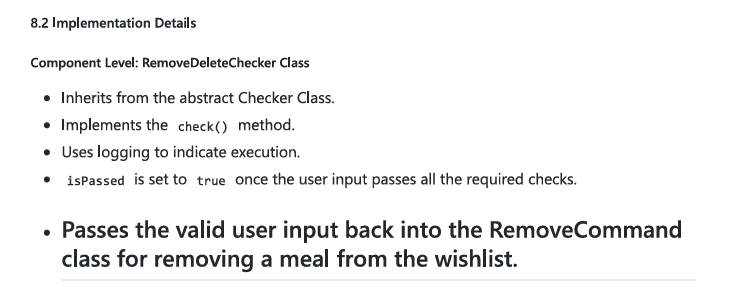 8.2 Implementation Details
Component Level: RemoveDeleteChecker Class
• Inherits from the abstract Checker Class.
• Implements the check() method.
• Uses logging to indicate execution.
• isPassed is set to true once the user input passes all the required checks.
• Passes the valid user input back into the RemoveCommand
class for removing a meal from the wishlist.